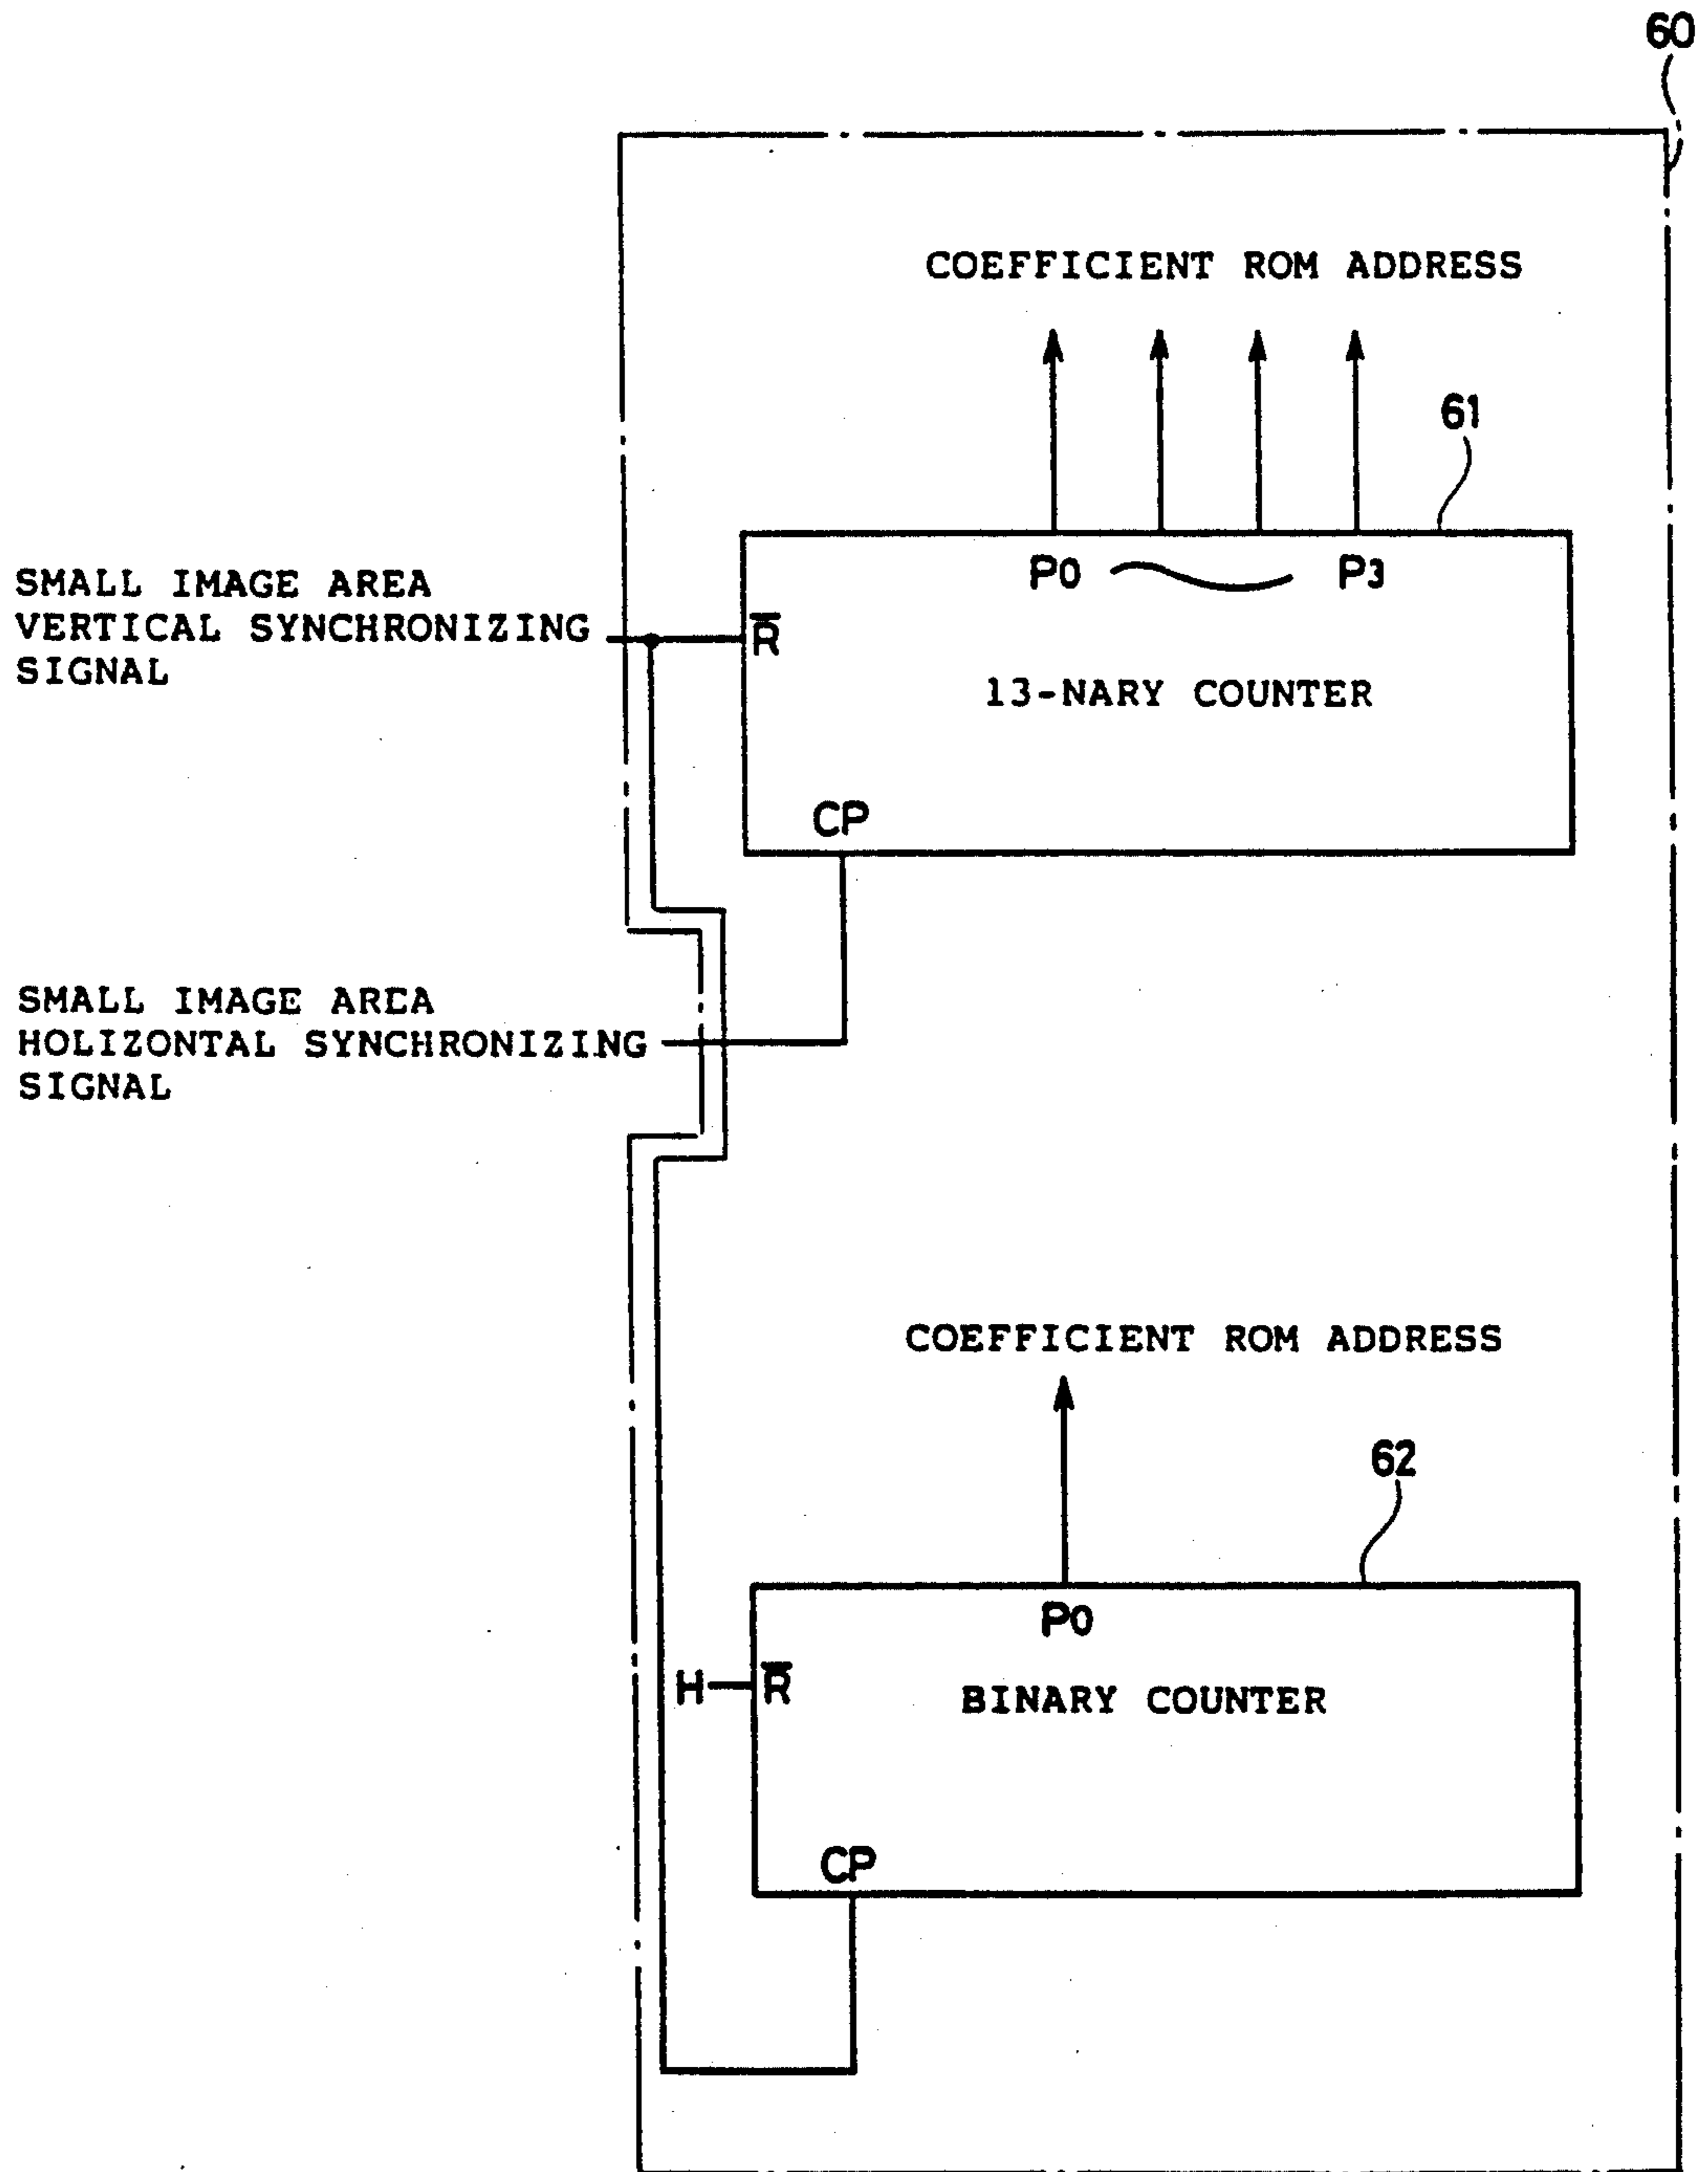 60
COEFFICIENT ROM ADDRESS
61
P0 P3
SMALL IMAGE AREA
VERTICAL SYNCHRONIZING
SIGNAL
R̅
13-NARY COUNTER
CP
SMALL IMAGE AREA
HOLIZONTAL SYNCHRONIZING
SIGNAL
COEFFICIENT ROM ADDRESS
62
P0
H R̅
BINARY COUNTER
CP